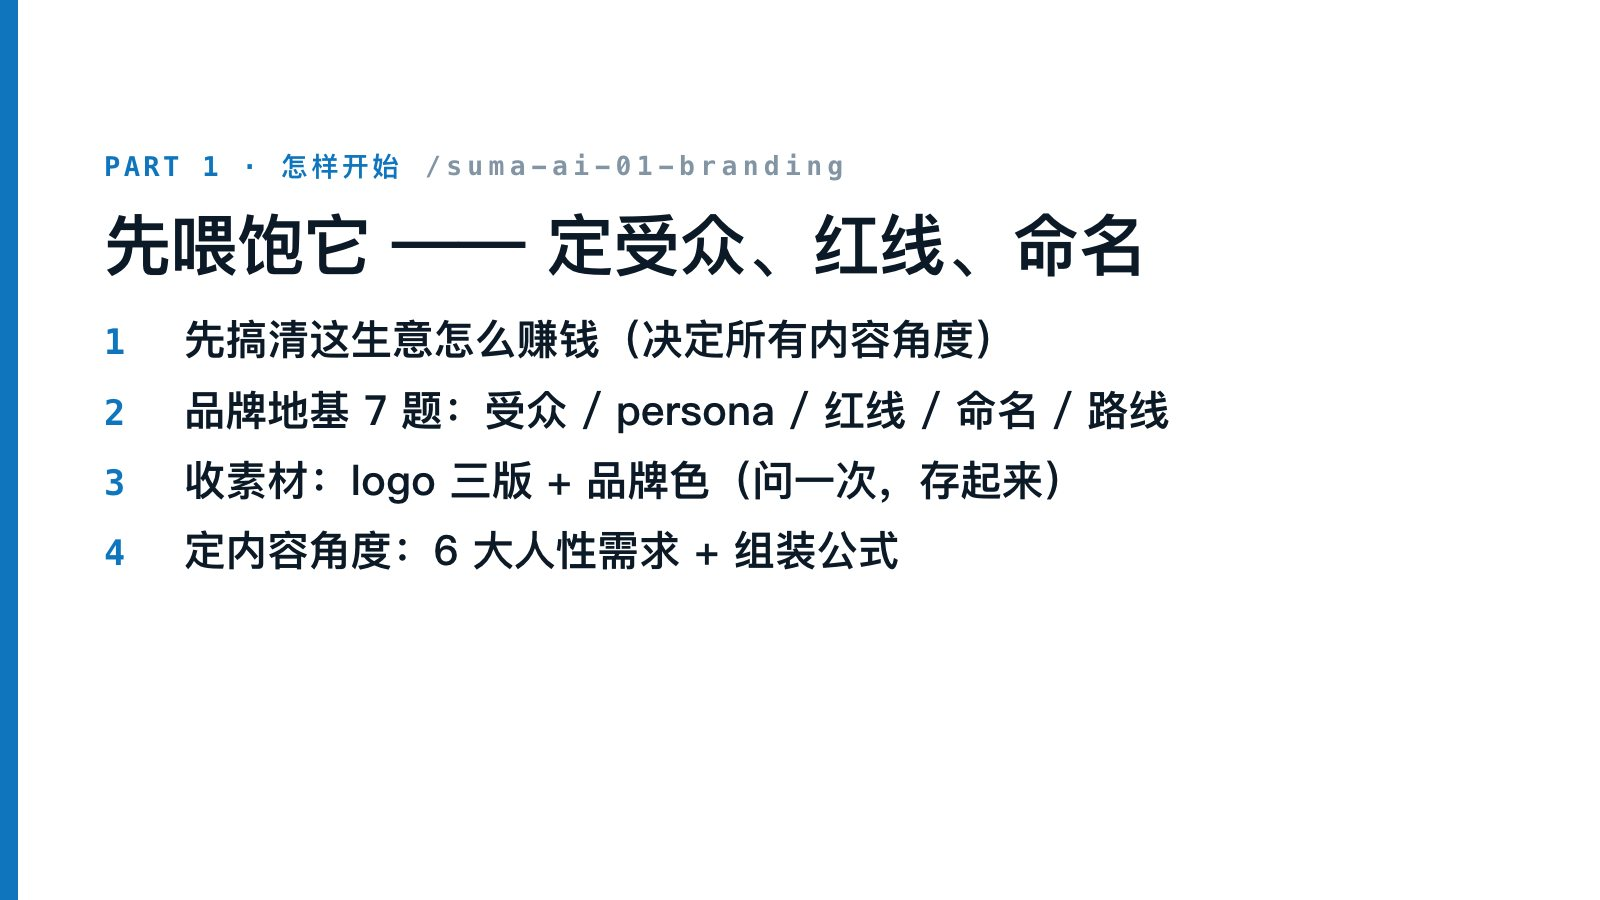 PART 1 · 怎样开始 /suma-ai-01-branding
先喂饱它 —— 定受众、红线、命名
1 先搞清这生意怎么赚钱（决定所有内容角度）
2 品牌地基 7 题：受众 / persona / 红线 / 命名 / 路线
3 收素材：logo 三版 + 品牌色（问一次，存起来）
4 定内容角度：6 大人性需求 + 组装公式